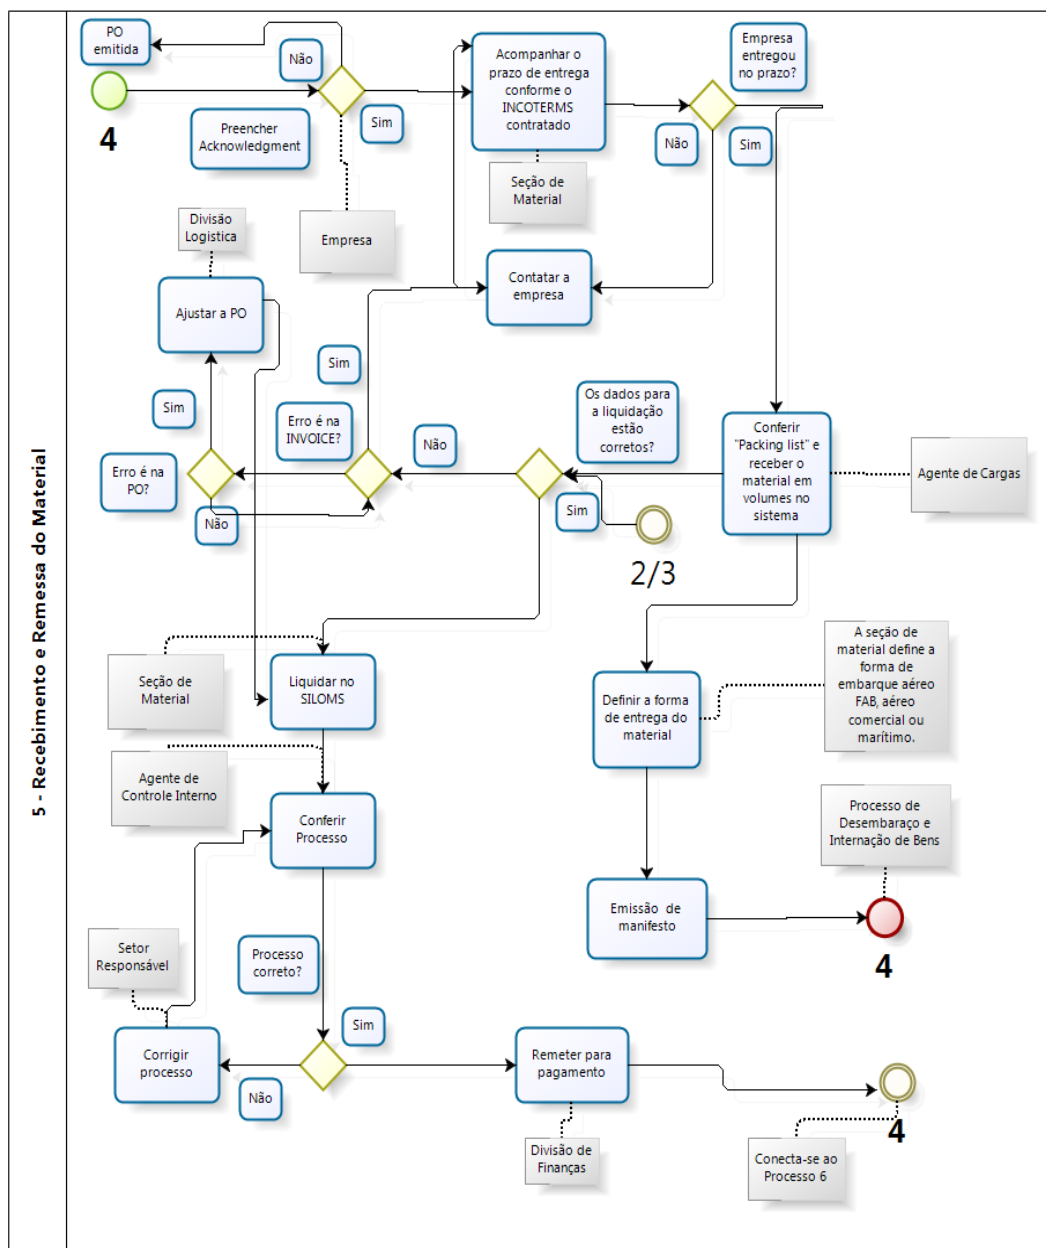 5 - Recebimento e Remessa do Material
PO
emitida
Não
4
Preencher
Acknowledgment
Sim
Empresa
Acompanhar o
prazo de entrega
conforme o
INCOTERMS
contratado
Seção de
Material
Empresa
entregou
no prazo?
Não
Sim
Contatar a
empresa
Divisão
Logistica
Ajustar a PO
Sim
Sim
Erro é na
INVOICE?
Erro é na
PO?
Não
Não
Os dados para
a liquidação
estão
corretos?
Sim
2/3
Conferir
"Packing list" e
receber o
material em
volumes no
sistema
Agente de Cargas
Seção de
Material
Liquidar no
SILOMS
Definir a forma
de entrega do
material
A seção de
material define a
forma de
embarque aéreo
FAB, aéreo
comercial ou
marítimo.
Agente de
Controle Interno
Conferir
Processo
Processo de
Desembaraço e
Internação de Bens
Emissão de
manifesto
4
Setor
Responsável
Processo
correto?
Sim
Corrigir
processo
Não
Remeter para
pagamento
4
Divisão de
Finanças
Conecta-se ao
Processo 6